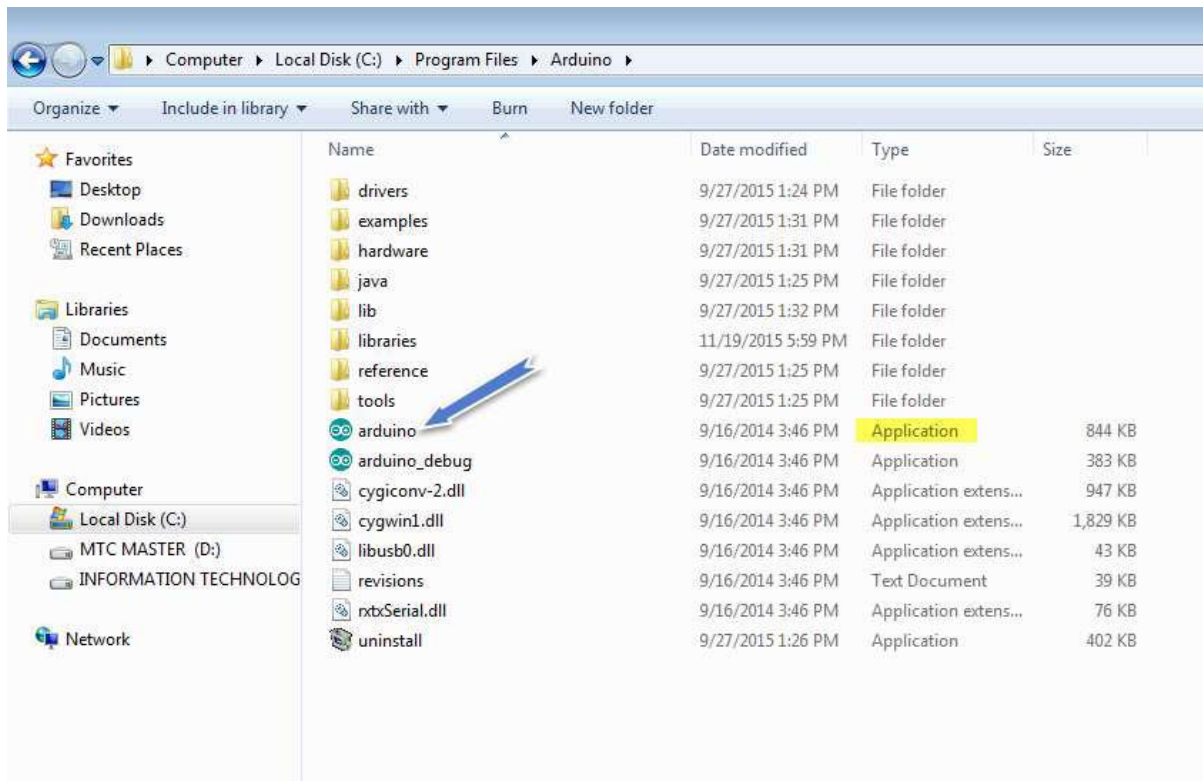 Computer Local Disk (C:) Program Files Arduino
Organize Include in library Share with Burn New folder
Favorites
Desktop
Downloads
Recent Places
Libraries
Documents
Music
Pictures
Videos
Computer
Local Disk (C:)
MTC MASTER (D:)
INFORMATION TECHNOLOG
Network
Name Date modified Type Size
drivers 9/27/2015 1:24 PM File folder
examples 9/27/2015 1:31 PM File folder
hardware 9/27/2015 1:31 PM File folder
java 9/27/2015 1:25 PM File folder
lib 9/27/2015 1:32 PM File folder
libraries 11/19/2015 5:59 PM File folder
reference 9/27/2015 1:25 PM File folder
tools 9/27/2015 1:25 PM File folder
arduino 9/16/2014 3:46 PM Application 844 KB
arduino_debug 9/16/2014 3:46 PM Application 383 KB
cygiconv-2.dll 9/16/2014 3:46 PM Application extens... 947 KB
cygwin1.dll 9/16/2014 3:46 PM Application extens... 1,829 KB
libusb0.dll 9/16/2014 3:46 PM Application extens... 43 KB
revisions 9/16/2014 3:46 PM Text Document 39 KB
rxtxSerial.dll 9/16/2014 3:46 PM Application extens... 76 KB
uninstall 9/27/2015 1:26 PM Application 402 KB